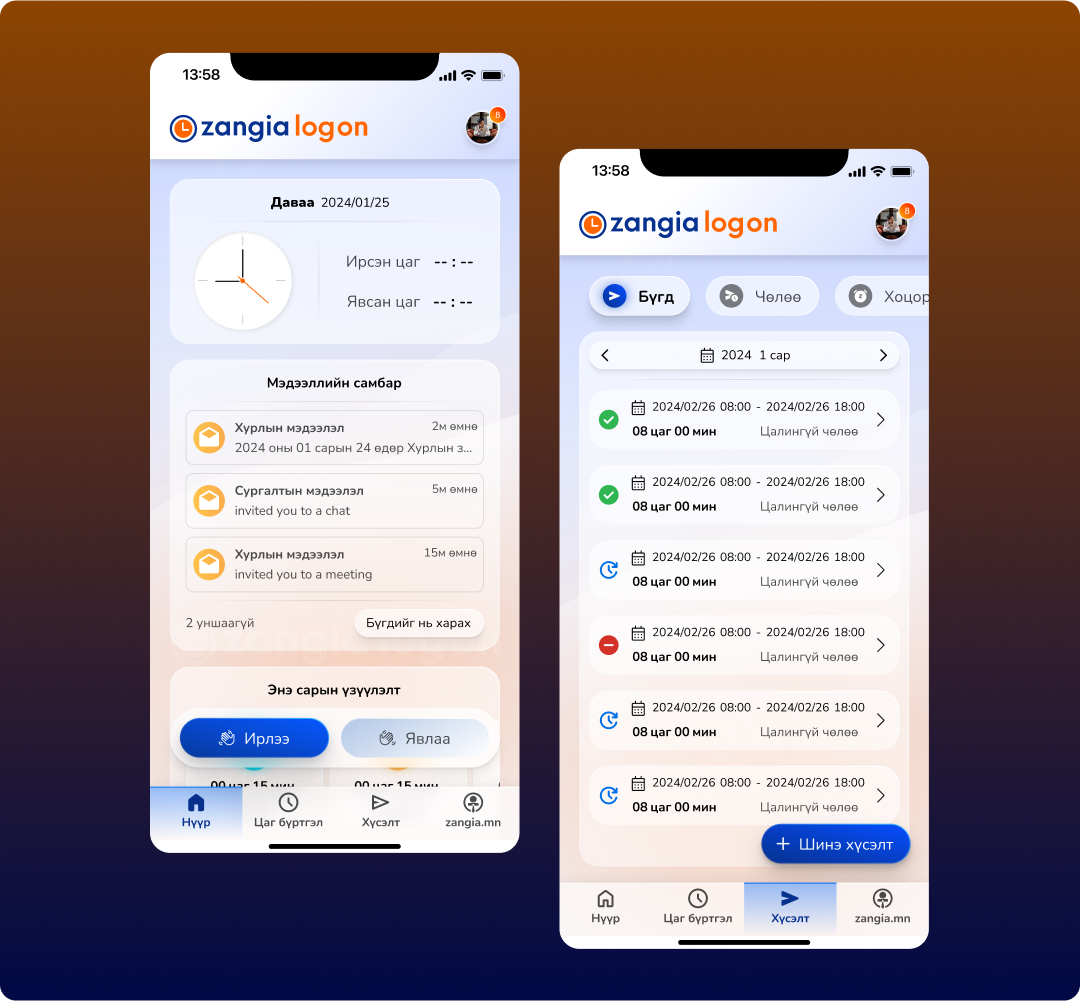 13:58
zangia logon
8
Даваа 2024/01/25
Ирсэн цаг -- : --
Явсан цаг -- : --
Мэдээллийн самбар
Хурлын мэдээлэл 2м өмнө
2024 оны 01 сарын 24 өдөр Хурлын з...
Сургалтын мэдээлэл 5м өмнө
invited you to a chat
Хурлын мэдээлэл 15м өмнө
invited you to a meeting
2 уншаагүй Бүгдийг нь харах
Энэ сарын үзүүлэлт
Ирлээ Явлаа
00 цаг 15 мин 00 цаг 15 мин
Нүүр Цаг бүртгэл Хүсэлт zangia.mn
13:58
zangia logon
8
Бүгд Чөлөө Хоцор
2024 1 сар
2024/02/26 08:00 - 2024/02/26 18:00
08 цаг 00 мин Цалингүй чөлөө
2024/02/26 08:00 - 2024/02/26 18:00
08 цаг 00 мин Цалингүй чөлөө
2024/02/26 08:00 - 2024/02/26 18:00
08 цаг 00 мин Цалингүй чөлөө
2024/02/26 08:00 - 2024/02/26 18:00
08 цаг 00 мин Цалингүй чөлөө
2024/02/26 08:00 - 2024/02/26 18:00
08 цаг 00 мин Цалингүй чөлөө
2024/02/26 08:00 - 2024/02/26 18:00
08 цаг 00 мин Цалингүй чөлөө
+ Шинэ хүсэлт
Нүүр Цаг бүртгэл Хүсэлт zangia.mn